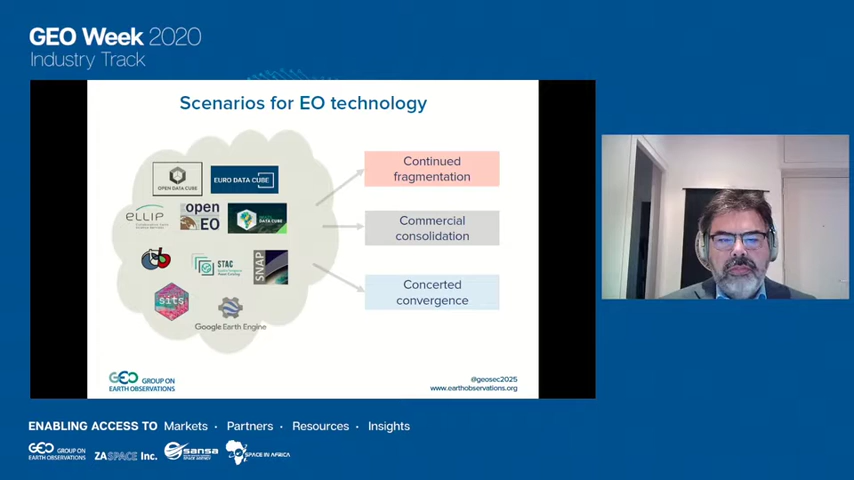 GEO Week 2020
Industry Track
Scenarios for EO technology
OPEN DATA CUBE
EURO DATA CUBE
ellip
open
EO
DATA CUBE
STAC
SNAP
sits
Google Earth Engine
Continued
fragmentation
Commercial
consolidation
Concerted
convergence
GEO GROUP ON
EARTH OBSERVATIONS
@geosec2025
www.earthobservations.org
ENABLING ACCESS TO Markets · Partners · Resources · Insights
GEO GROUP ON
EARTH OBSERVATIONS
ZASPACE Inc.
sansa
SPACE IN AFRICA